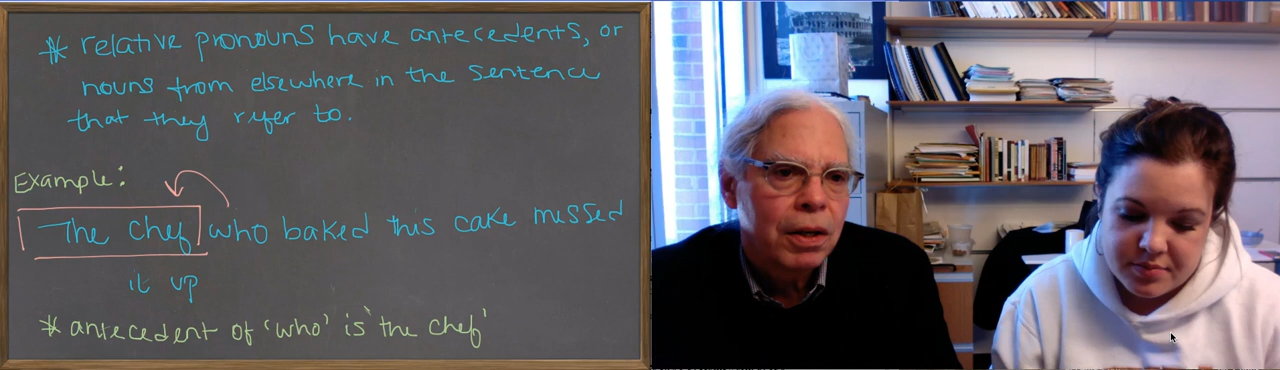 * relative pronouns have antecedents, or
nouns from elsewhere in the sentence
that they refer to.
Example:
The chef who baked this cake messed
it up
* antecedent of 'who' is 'the chef'